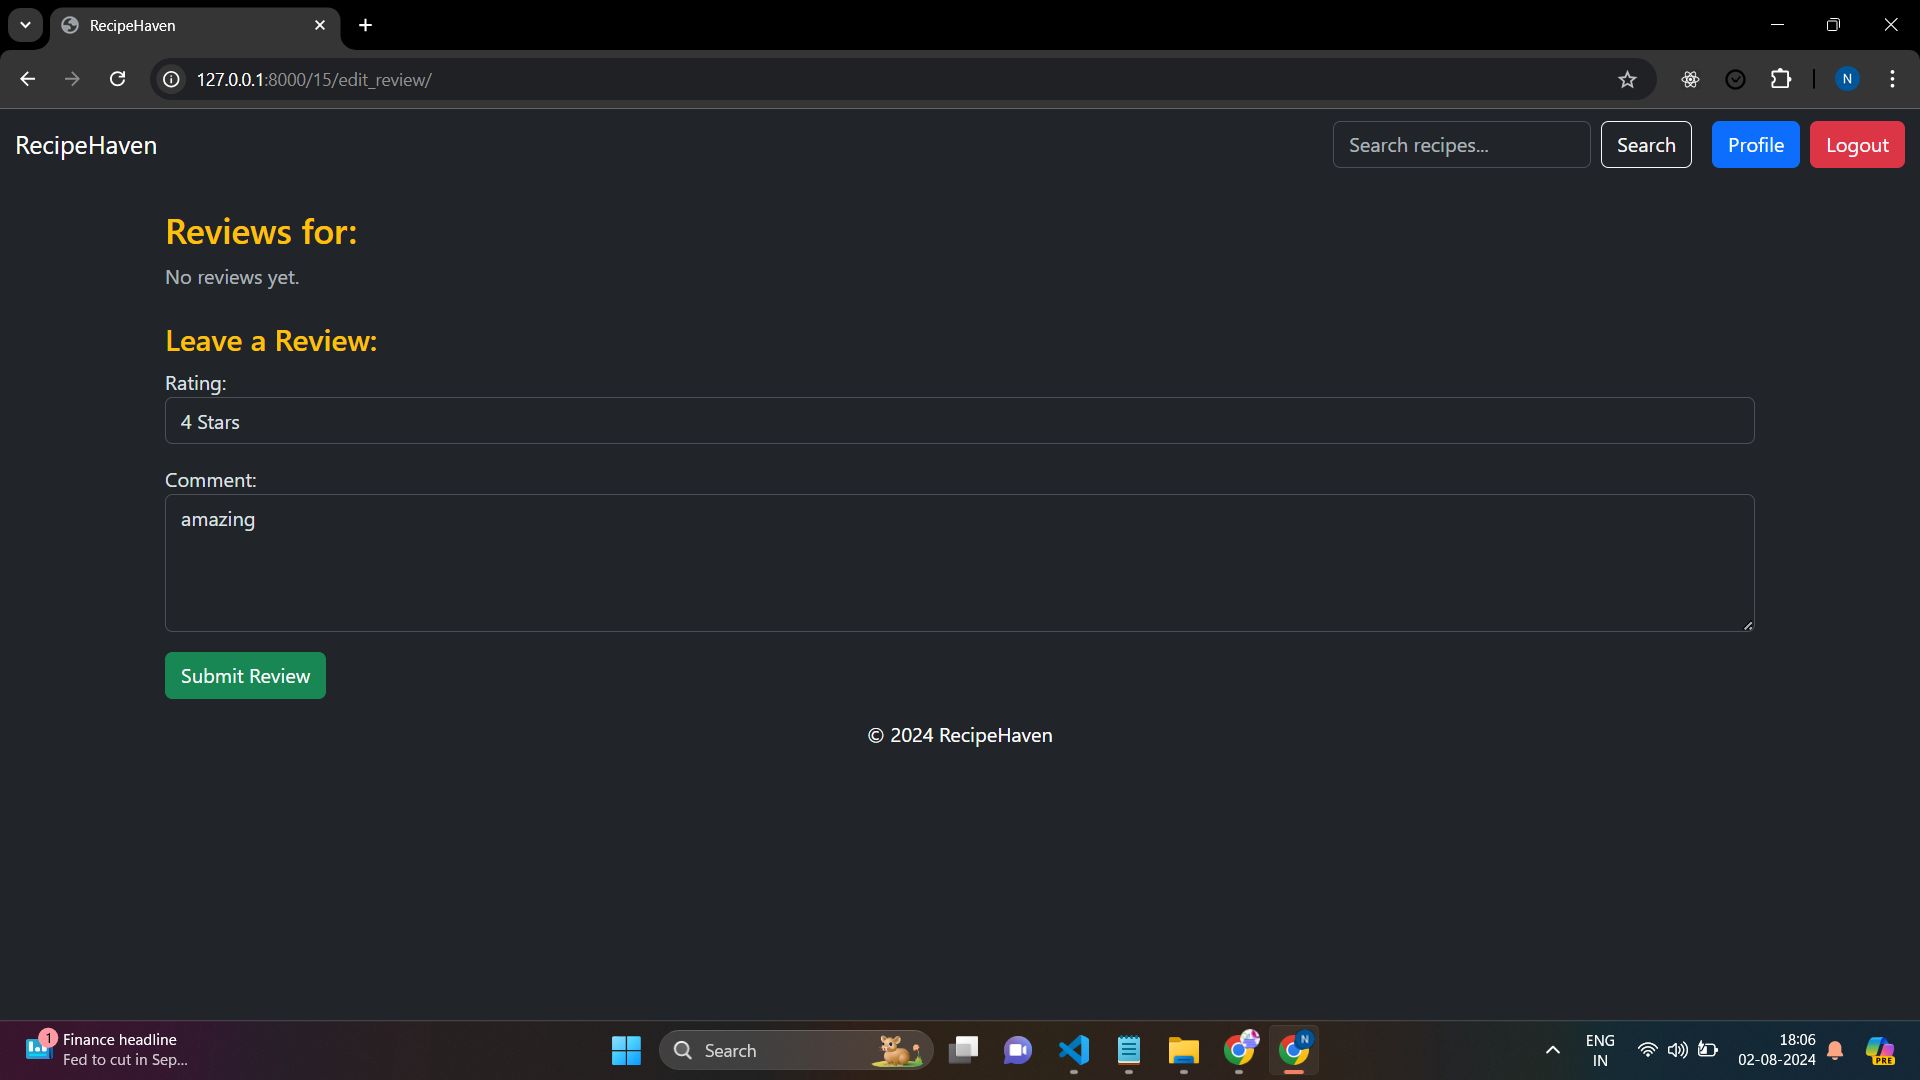 RecipeHaven
127.0.0.1:8000/15/edit_review/
N
RecipeHaven
Search recipes...
Search
Profile
Logout
Reviews for:
No reviews yet.
Leave a Review:
Rating:
4 Stars
Comment:
amazing
Submit Review
© 2024 RecipeHaven
1
Finance headline
Fed to cut in Sep...
Search
N
ENG
IN
18:06
02-08-2024
PRE